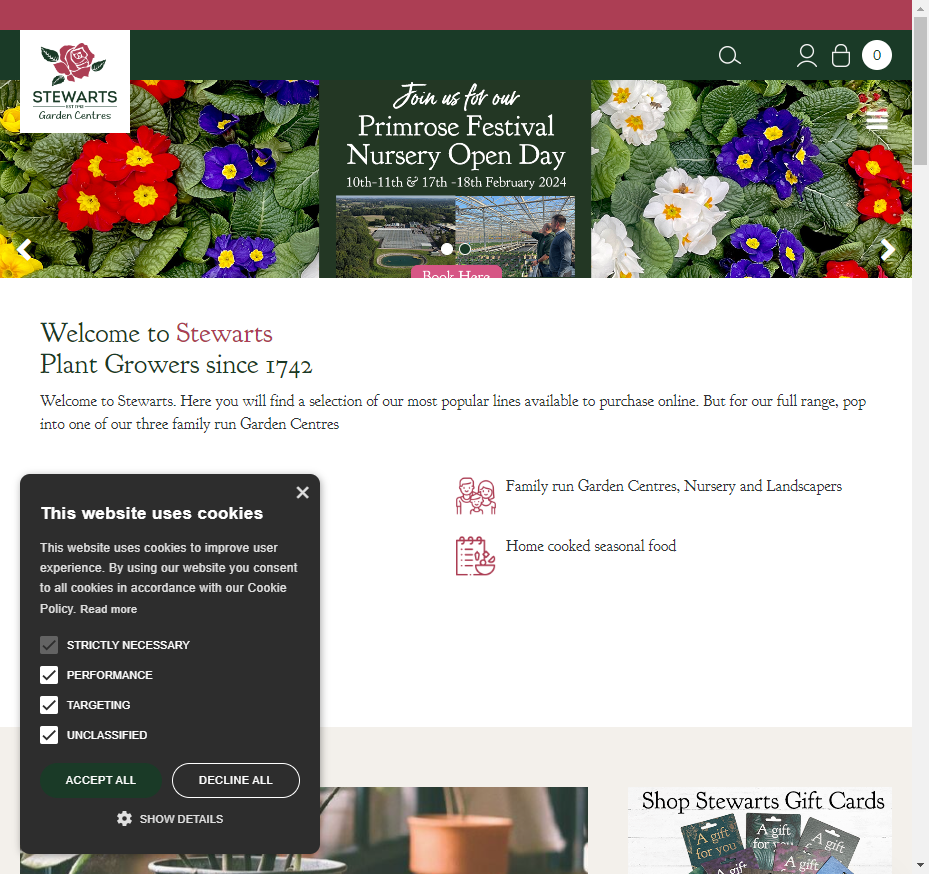 STEWARTS
EST 1742
Garden Centres
0
Join us for our
Primrose Festival
Nursery Open Day
10th-11th & 17th -18th February 2024
Book Here
Welcome to Stewarts
Plant Growers since 1742
Welcome to Stewarts. Here you will find a selection of our most popular lines available to purchase online. But for our full range, pop
into one of our three family run Garden Centres
Family run Garden Centres, Nursery and Landscapers
Home cooked seasonal food
×
This website uses cookies
This website uses cookies to improve user
experience. By using our website you consent
to all cookies in accordance with our Cookie
Policy. Read more
STRICTLY NECESSARY
PERFORMANCE
TARGETING
UNCLASSIFIED
ACCEPT ALL
DECLINE ALL
SHOW DETAILS
Shop Stewarts Gift Cards
A gift
for you
A gift
for
A gift
for you
A gift